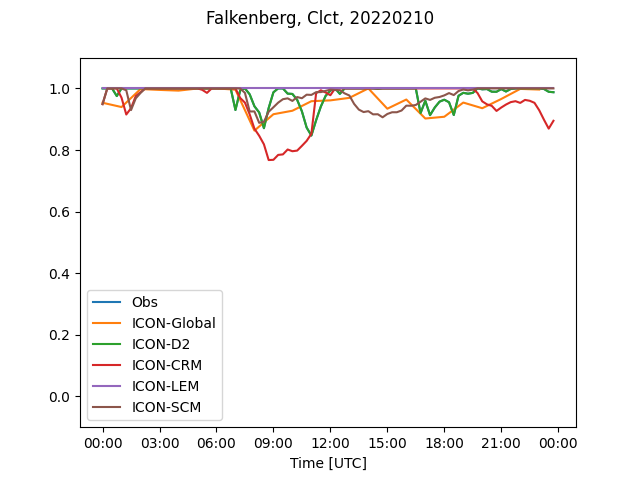 Falkenberg, Clct, 20220210
1.0
0.8
0.6
0.4
0.2
0.0
Obs
ICON-Global
ICON-D2
ICON-CRM
ICON-LEM
ICON-SCM
00:00 03:00 06:00 09:00 12:00 15:00 18:00 21:00 00:00
Time [UTC]